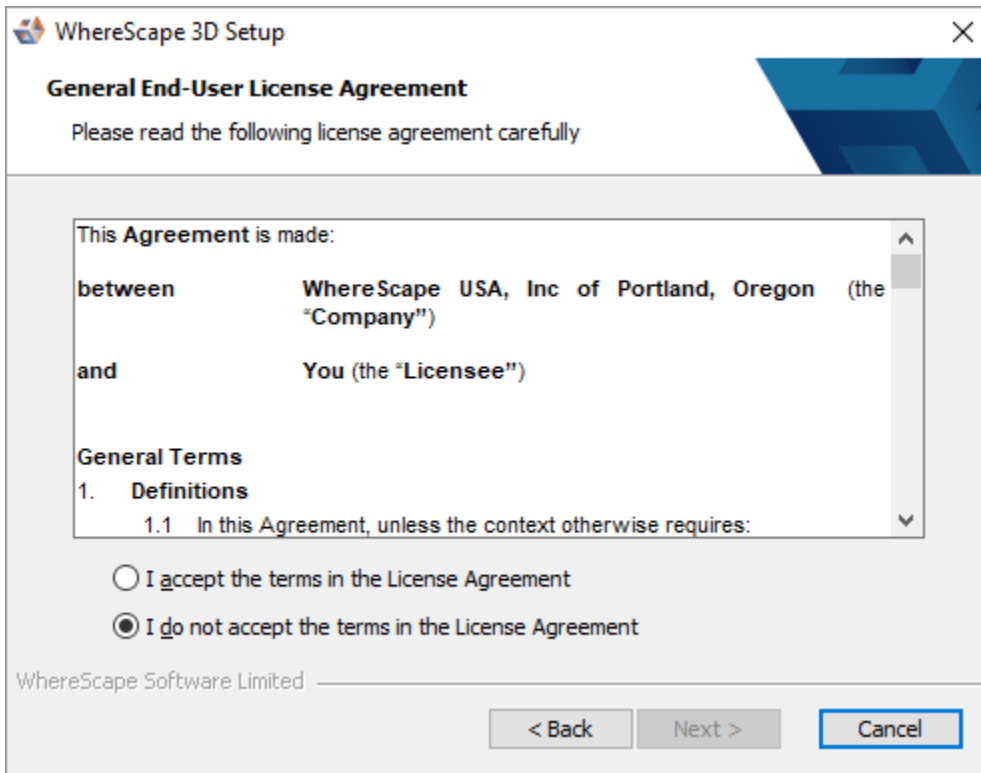 WhereScape 3D Setup
General End-User License Agreement
Please read the following license agreement carefully
This Agreement is made:
between WhereScape USA, Inc of Portland, Oregon (the
“Company”)
and You (the “Licensee”)
General Terms
1. Definitions
1.1 In this Agreement, unless the context otherwise requires:
I accept the terms in the License Agreement
I do not accept the terms in the License Agreement
WhereScape Software Limited
< Back Next > Cancel